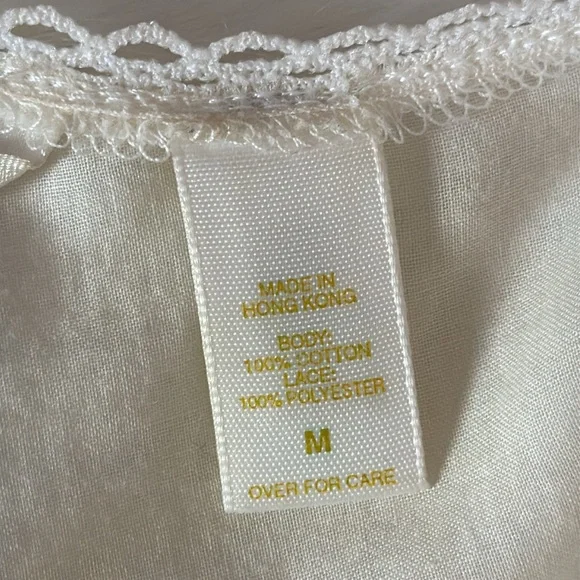 MADE IN
HONG KONG
BODY:
100% COTTON
LACE:
100% POLYESTER
M
OVER FOR CARE